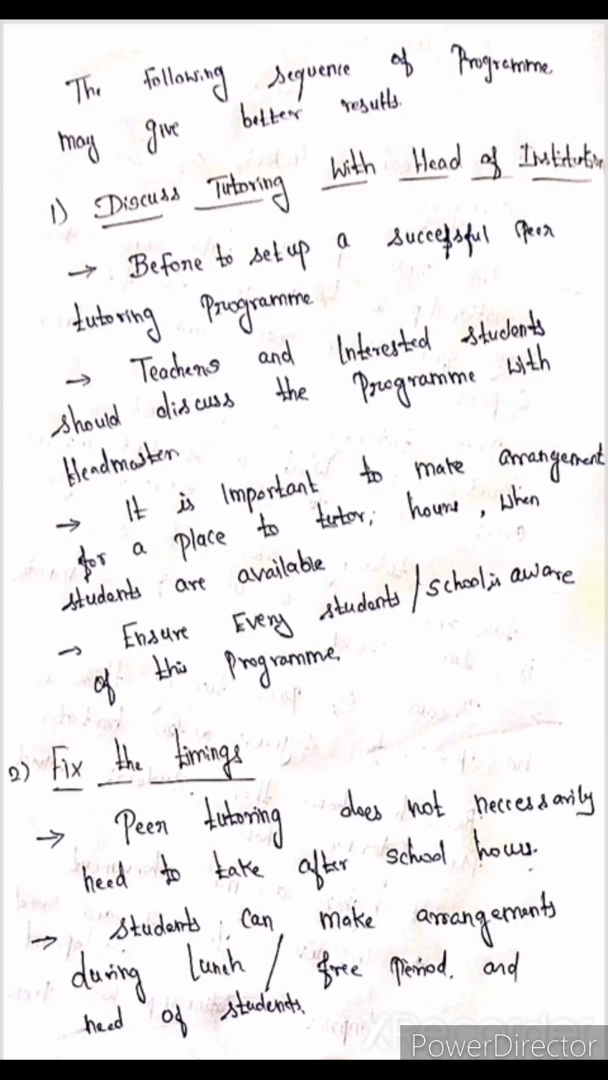 The following sequence of Programme
may give better results.
1) Discuss Tutoring with Head of Institution
→ Before to setup a successful Peer
tutoring Programme
→ Teachers and Interested students
should discuss the Programme with
Headmaster
→ It is Important to make arrangement
for a place to tutor, hours, when
students are available
→ Ensure Every students / school is aware
of this Programme.
2) Fix the timings
→ Peer tutoring does not neccessarily
need to take after school hours.
→ students can make arrangements
during Lunch / free Period. and
need of students.
PowerDirector